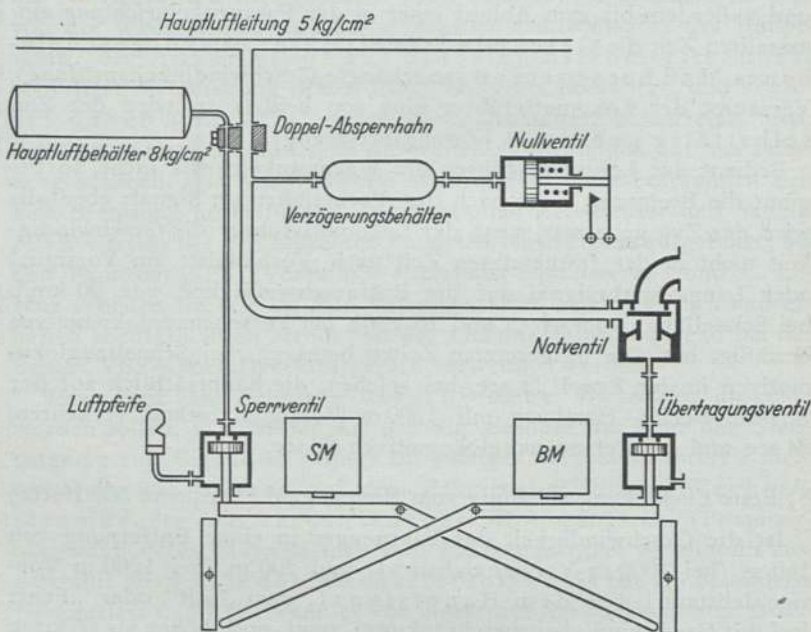 Hauptluftleitung 5 kg/cm²
Doppel-Absperrhahn
Nullventil
Hauptluftbehälter 8 kg/cm²
Verzögerungsbehälter
Notventil
Luftpfeife
Sperrventil
Übertragungsventil
SM
BM